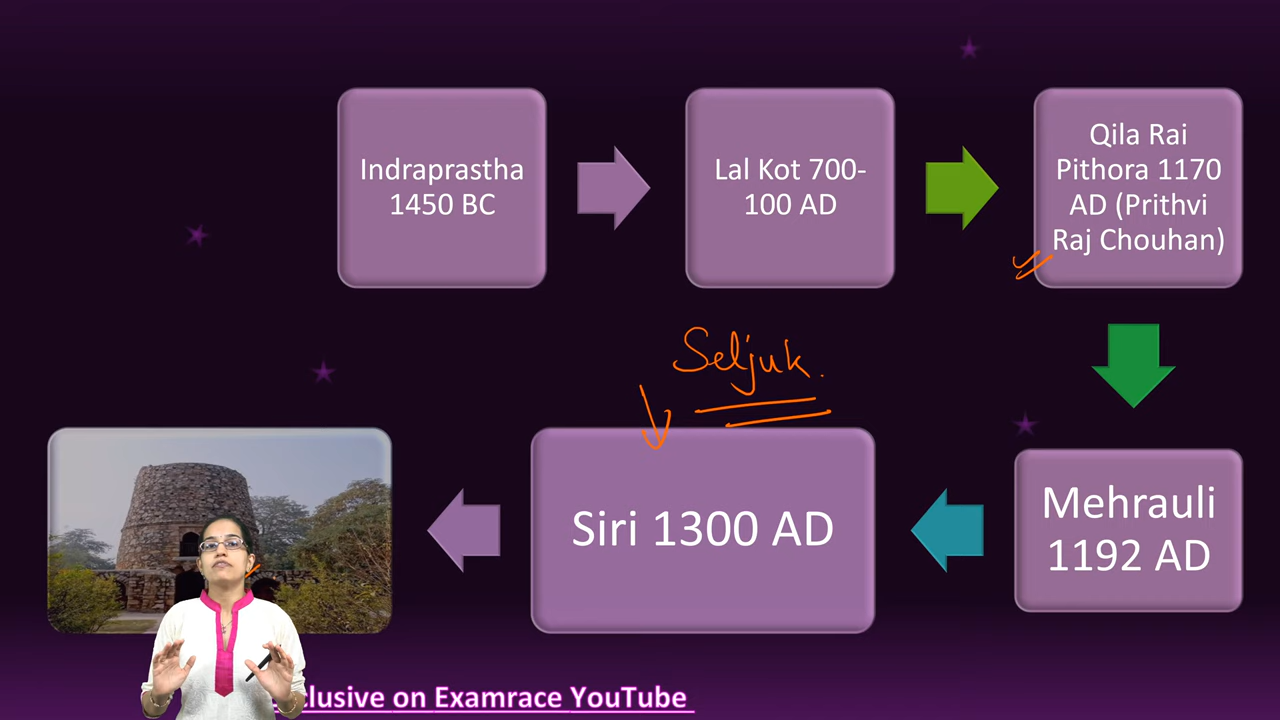 Indraprastha
1450 BC
Lal Kot 700-
100 AD
Qila Rai
Pithora 1170
AD (Prithvi
Raj Chouhan)
Seljuk.
Siri 1300 AD
Mehrauli
1192 AD
on Examrace YouTube